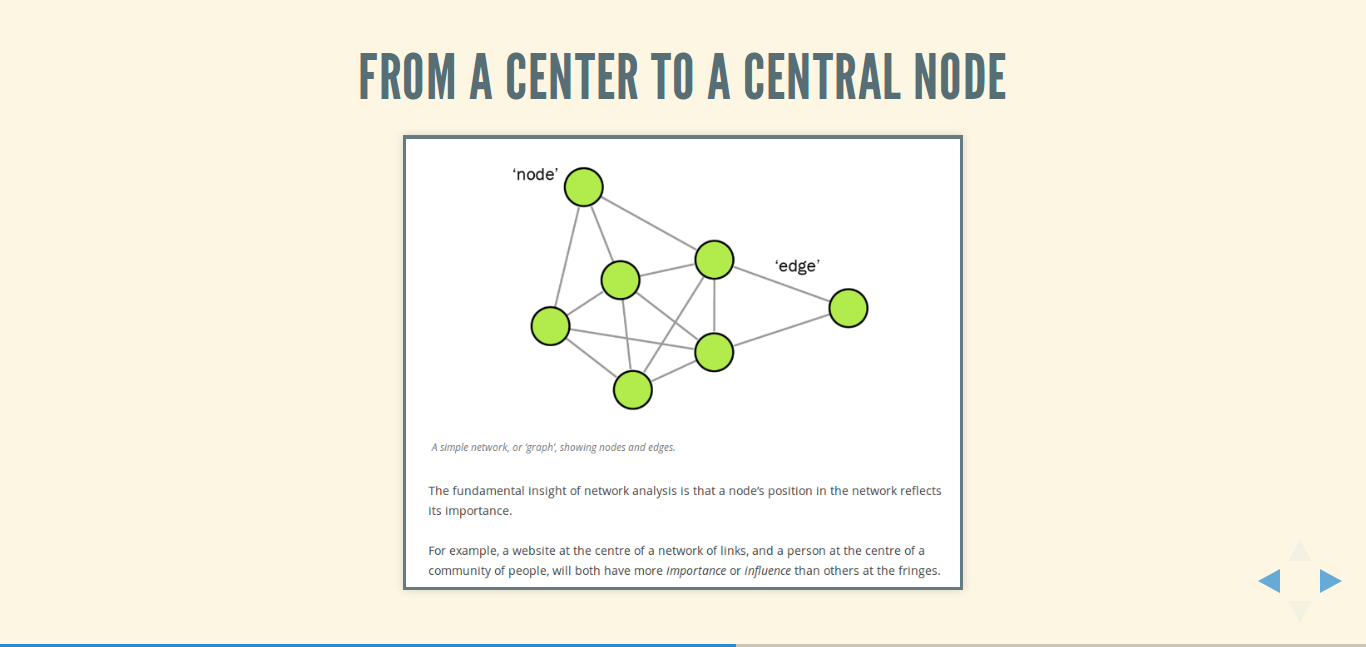 FROM A CENTER TO A CENTRAL NODE
‘node’
‘edge’
A simple network, or ‘graph’, showing nodes and edges.
The fundamental insight of network analysis is that a node’s position in the network reflects
its importance.
For example, a website at the centre of a network of links, and a person at the centre of a
community of people, will both have more importance or influence than others at the fringes.